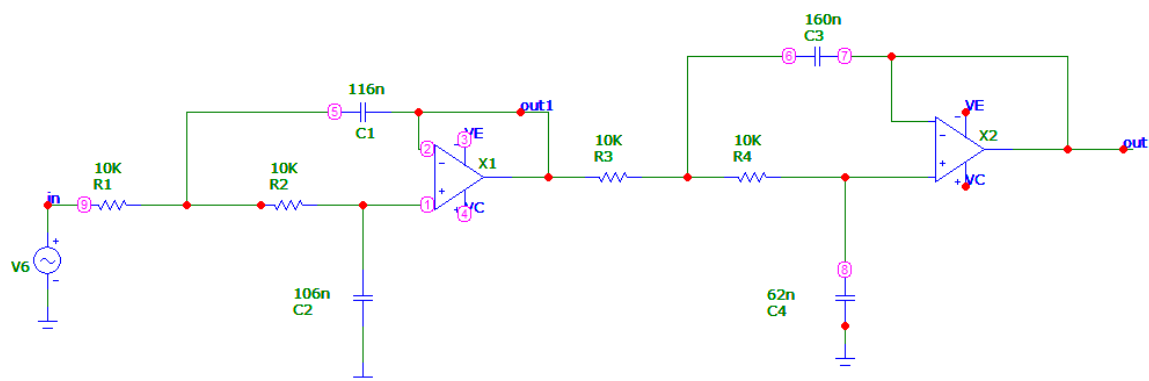 160n
C3
6
7
116n
5
C1
out1
VE
3
2
X1
VE
X2
10K
R1
10K
R2
10K
R3
10K
R4
out
in
9
1
VC
4
VC
V6
106n
C2
8
62n
C4